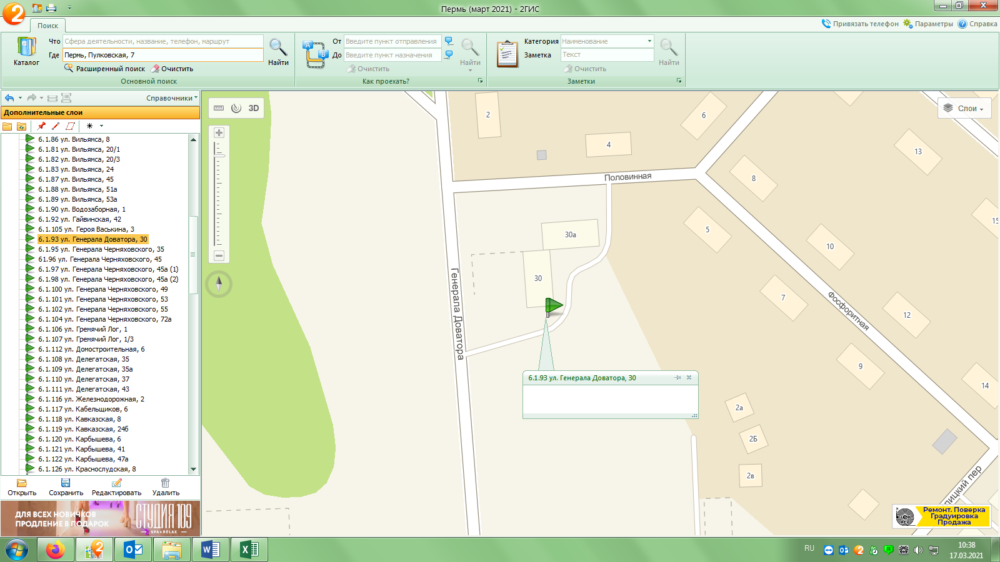 Пермь (март 2021) - 2ГИС
Поиск
Привязать телефон
Параметры
Справка
Каталог
Что
Сфера деятельности, название, телефон, маршрут
Где
Пермь, Пулковская, 7
Расширенный поиск
Очистить
Найти
Основной поиск
От
Введите пункт отправления
До
Введите пункт назначения
Очистить
Найти
Как проехать?
Категория
Наименование
Заметка
Текст
Очистить
Найти
Заметки
Справочники
Дополнительные слои
6.1.86 ул. Вильямса, 8
6.1.81 ул. Вильямса, 20/1
6.1.82 ул. Вильямса, 20/3
6.1.83 ул. Вильямса, 24
6.1.87 ул. Вильямса, 45
6.1.88 ул. Вильямса, 51а
6.1.89 ул. Вильямса, 53а
6.1.90 ул. Водозаборная, 1
6.1.92 ул. Гайвинская, 42
6.1.105 ул. Героя Васькина, 3
6.1.93 ул. Генерала Доватора, 30
6.1.95 ул. Генерала Черняховского, 35
61.96 ул. Генерала Черняховского, 45
6.1.97 ул. Генерала Черняховского, 45а (1)
6.1.98 ул. Генерала Черняховского, 45а (2)
6.1.100 ул. Генерала Черняховского, 49
6.1.101 ул. Генерала Черняховского, 53
6.1.102 ул. Генерала Черняховского, 55
6.1.104 ул. Генерала Черняховского, 72а
6.1.106 ул. Гремячий Лог, 1
6.1.107 ул. Гремячий Лог, 1/3
6.1.112 ул. Домостроительная, 6
6.1.108 ул. Делегатская, 35
6.1.109 ул. Делегатская, 35а
6.1.110 ул. Делегатская, 37
6.1.111 ул. Делегатская, 43
6.1.116 ул. Железнодорожная, 2
6.1.117 ул. Кабельщиков, 6
6.1.118 ул. Кавказская, 8
6.1.119 ул. Кавказская, 24б
6.1.120 ул. Карбышева, 6
6.1.121 ул. Карбышева, 41
6.1.122 ул. Карбышева, 47а
6.1.126 ул. Краснослудская, 8
Открыть
Сохранить
Редактировать
Удалить
ДЛЯ ВСЕХ НОВИЧКОВ
ПРОДЛЕНИЕ В ПОДАРОК
СТУДИЯ 109
SPA & RELAX
3D
Слои
2
6
4
13
Половинная
8
5
15
30а
10
30
7
12
Генерала Доватора
Фосфоритная
9
14
6.1.93 ул. Генерала Доватора, 30
2а
2Б
2в
пицкий пер
Ремонт. Поверка
Градуировка
Продажа
RU
10:38
17.03.2021